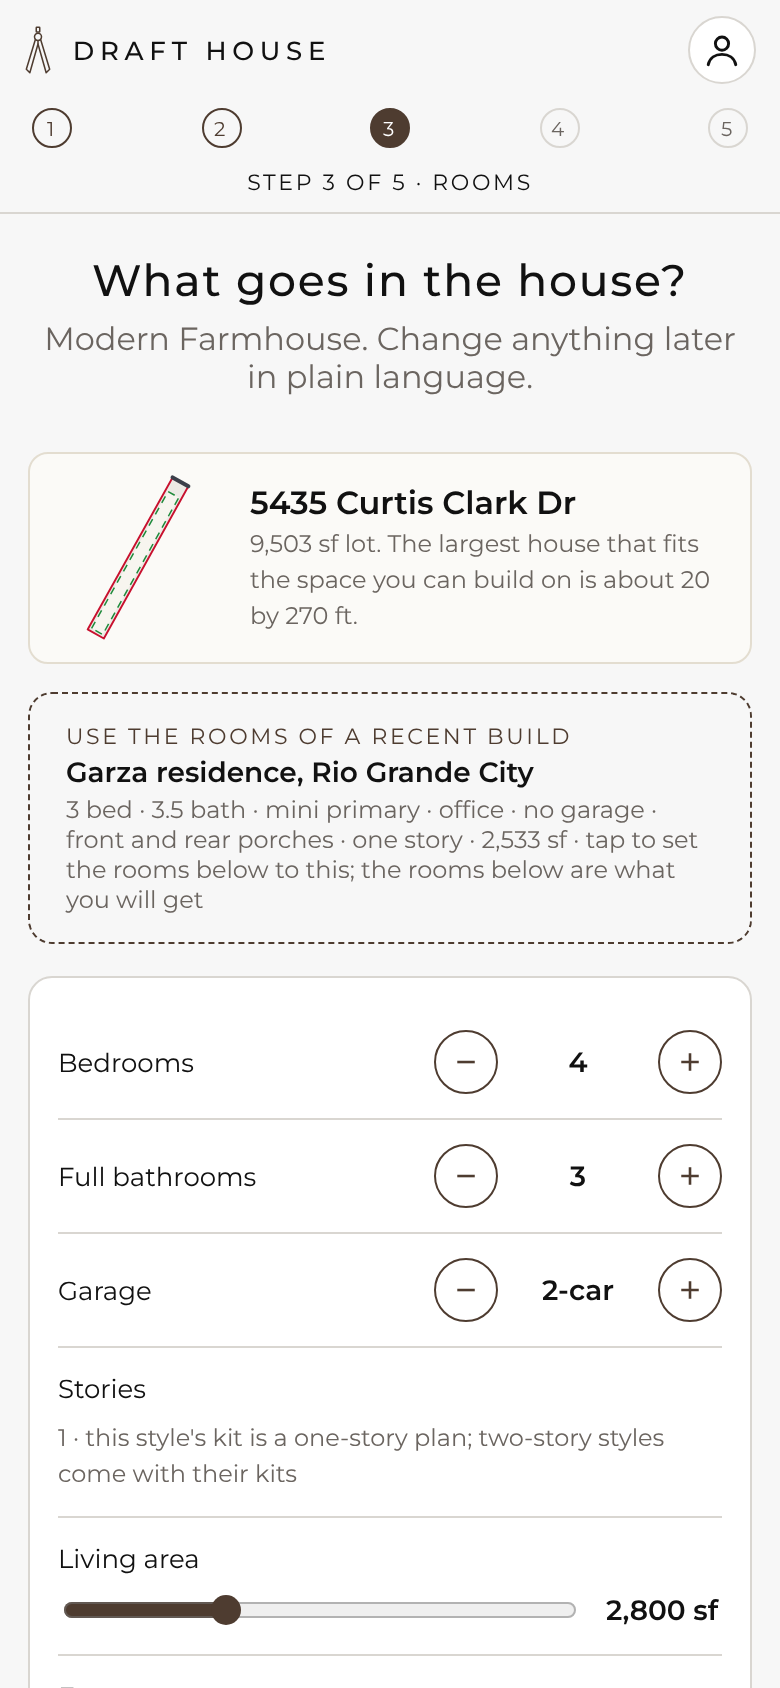 DRAFT HOUSE
1 2 3 4 5
STEP 3 OF 5 · ROOMS
What goes in the house?
Modern Farmhouse. Change anything later
in plain language.
5435 Curtis Clark Dr
9,503 sf lot. The largest house that fits
the space you can build on is about 20
by 270 ft.
USE THE ROOMS OF A RECENT BUILD
Garza residence, Rio Grande City
3 bed · 3.5 bath · mini primary · office · no garage ·
front and rear porches · one story · 2,533 sf · tap to set
the rooms below to this; the rooms below are what
you will get
Bedrooms − 4 +
Full bathrooms − 3 +
Garage − 2-car +
Stories
1 · this style's kit is a one-story plan; two-story styles
come with their kits
Living area
2,800 sf